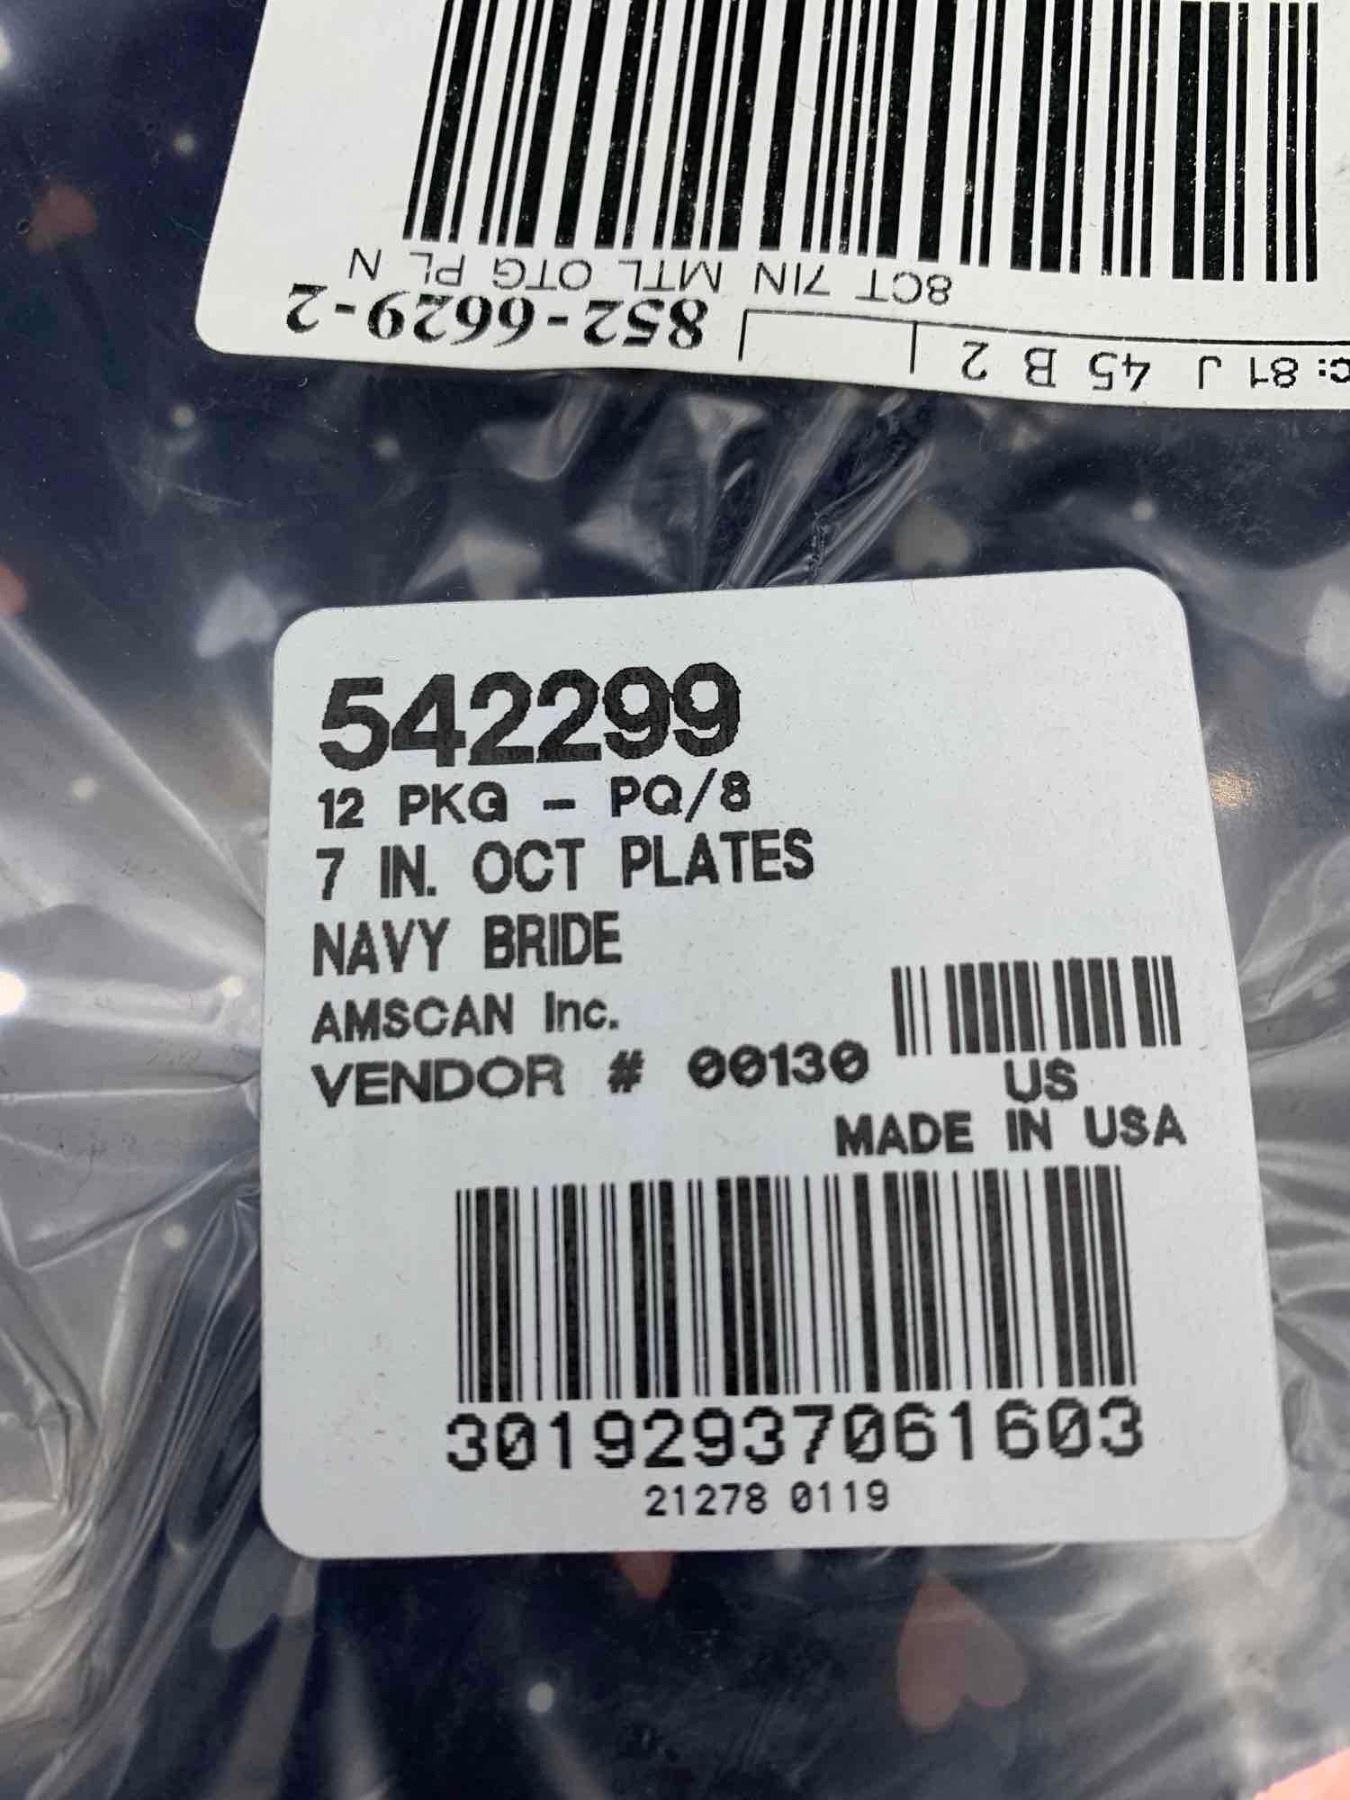 c: 81 J 45 B 2
852-6629-2
8CT 7IN MTL OTG PL N
542299
12 PKG - PQ/8
7 IN. OCT PLATES
NAVY BRIDE
AMSCAN Inc.
VENDOR # 00130
US
MADE IN USA
30192937061603
21278 0119